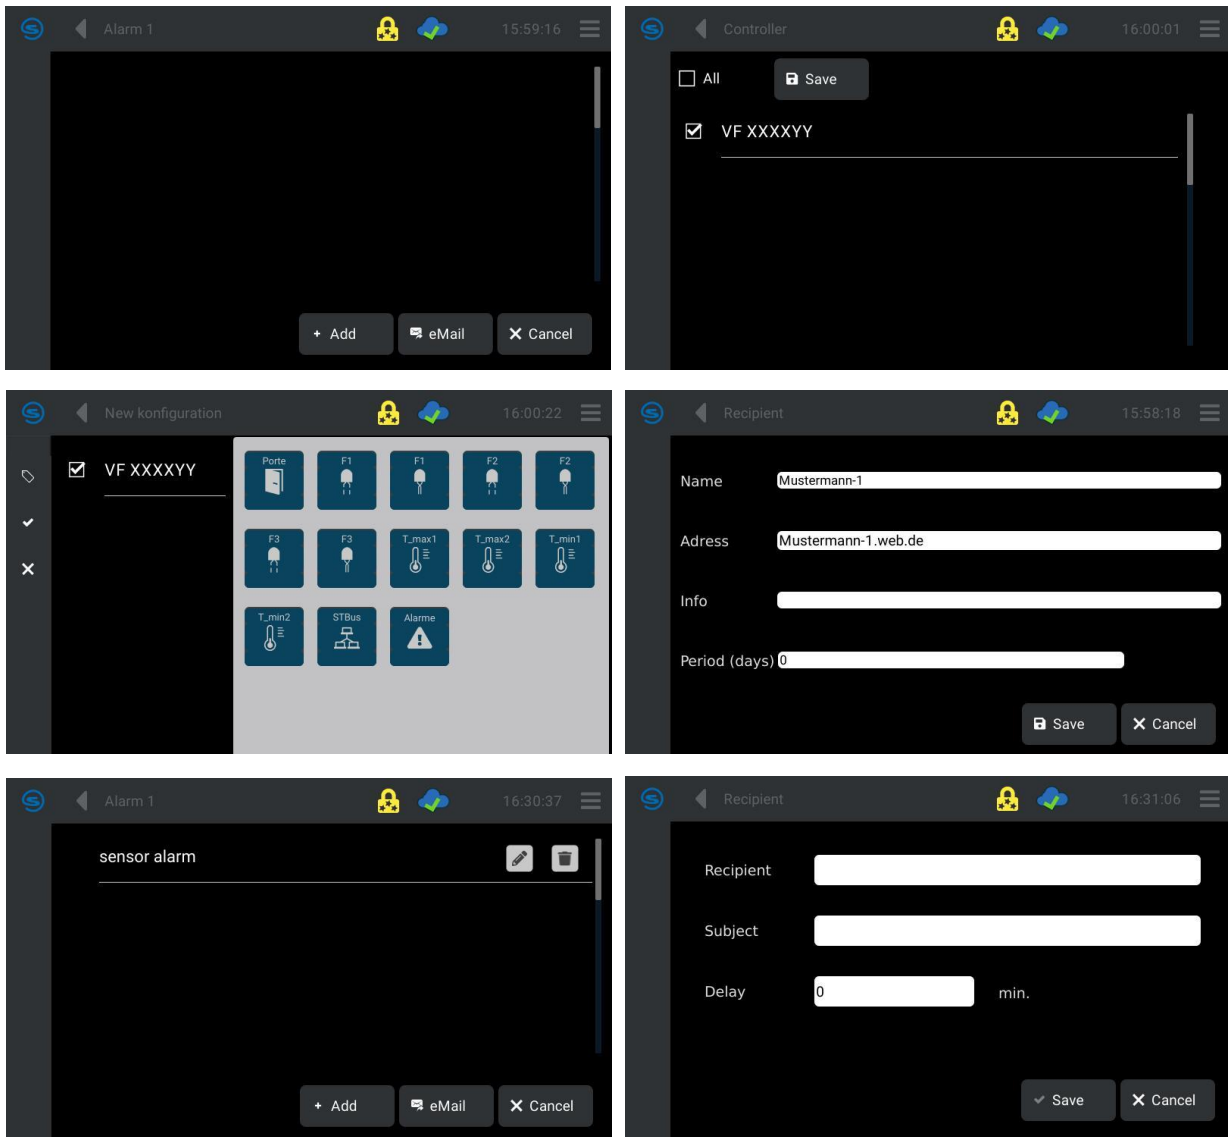 Alarm 1
15:59:16
+ Add
eMail
Cancel
Controller
16:00:01
All
Save
VF XXXXYY
New konfiguration
16:00:22
VF XXXXYY
Porte
F1
F1
F2
F2
F3
F3
T_max1
T_max2
T_min1
T_min2
STBus
Alarme
Recipient
15:58:18
Name
Mustermann-1
Adress
Mustermann-1.web.de
Info
Period (days)
0
Save
Cancel
Alarm 1
16:30:37
sensor alarm
+ Add
eMail
Cancel
Recipient
16:31:06
Recipient
Subject
Delay
0
min.
Save
Cancel